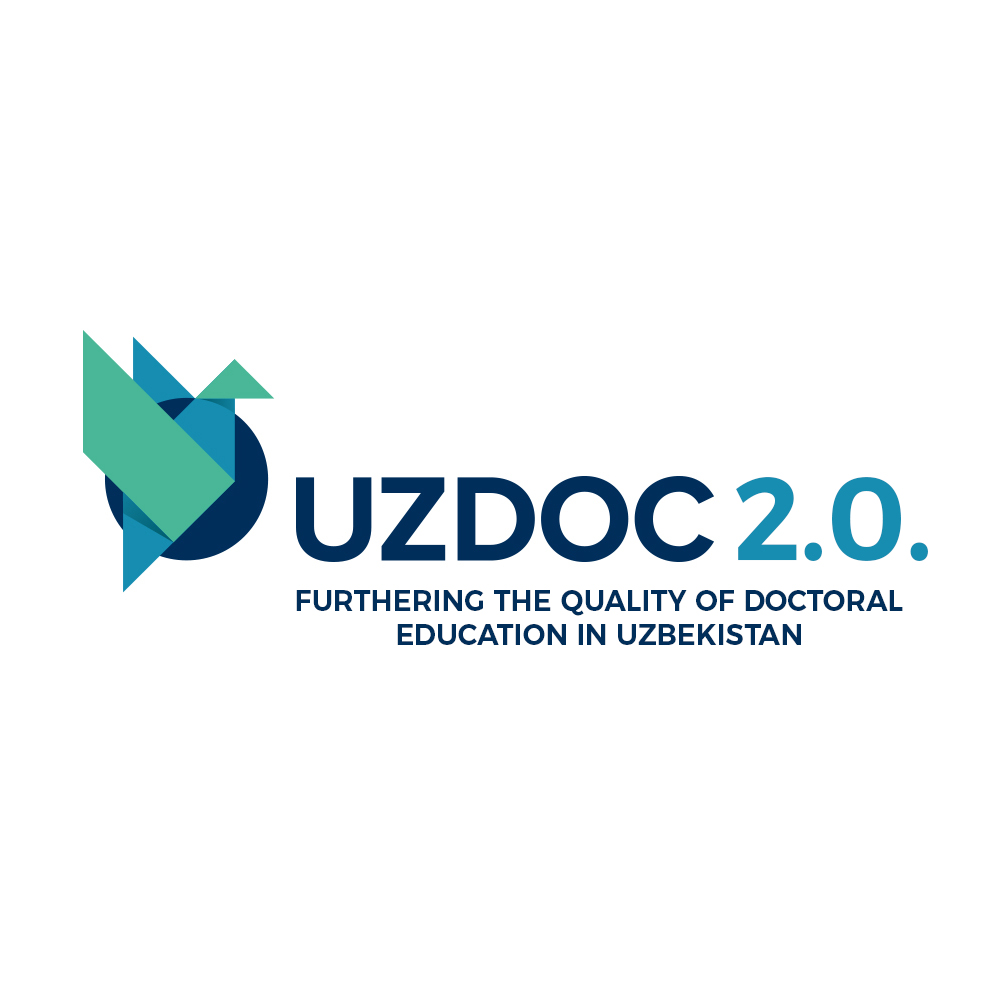 UZDOC 2.0.
FURTHERING THE QUALITY OF DOCTORAL
EDUCATION IN UZBEKISTAN